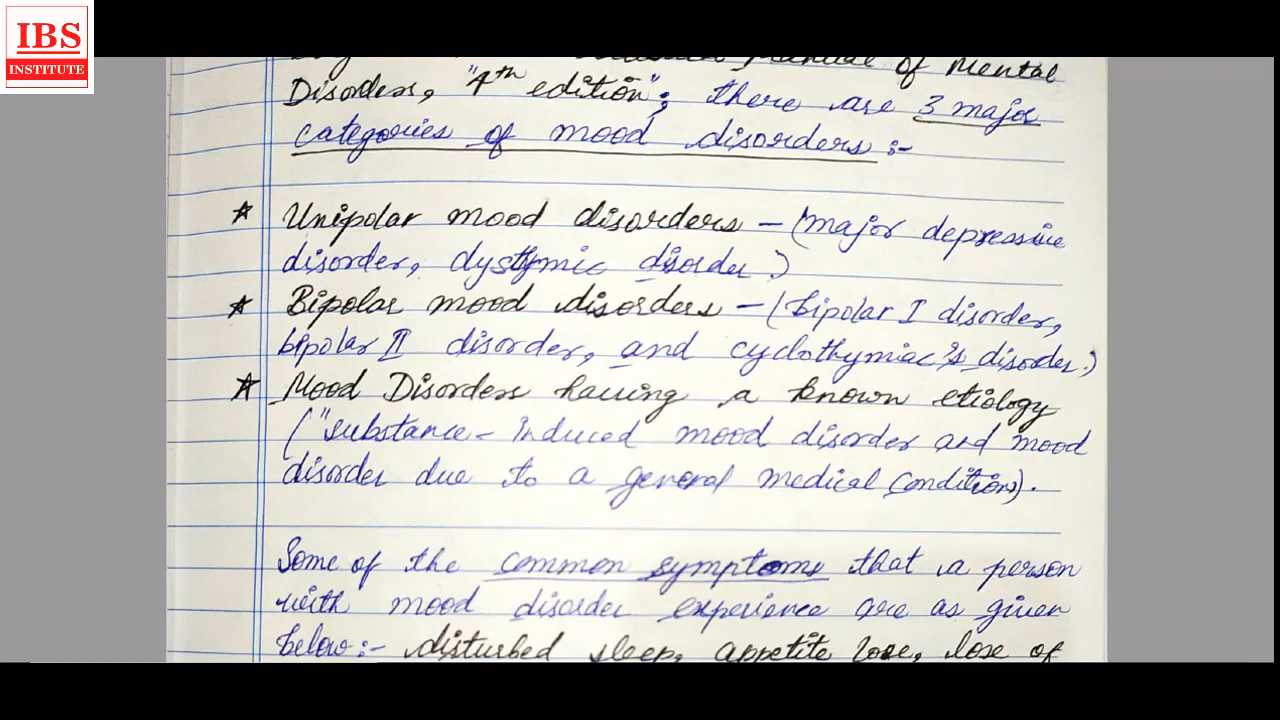 IBS
INSTITUTE
Manual of Mental
Disorders, "4th edition"; there are 3 major
categories of mood disorders :-
☆ Unipolar mood disorders – (major depressive
disorder, dysthymic disorder)
☆ Bipolar mood disorders – (bipolar I disorder,
bipolar II disorder, and cyclothymiac's disorder.)
☆ Mood Disorders having a known etiology
("substance-induced mood disorder and mood
disorder due to a general medical conditions).
Some of the common symptoms that a person
with mood disorder experience are as given
below:- disturbed sleep, appetite lose, lose of